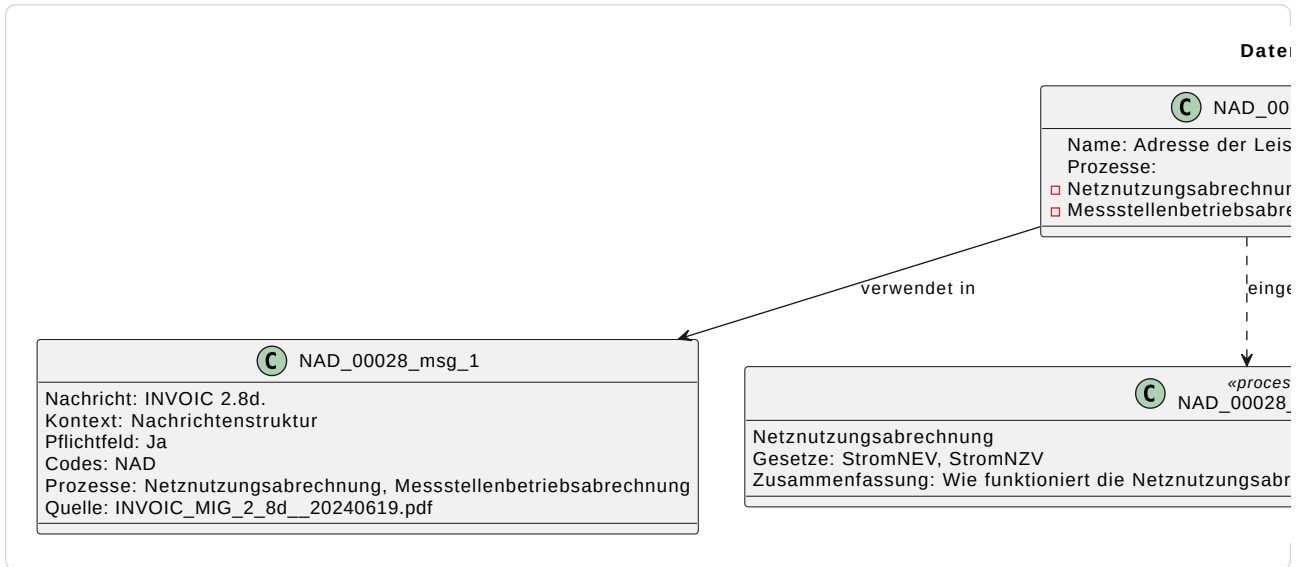 Daten
C NAD_00
Name: Adresse der Leis
Prozesse:
Netznutzungsabrechnun
Messstellenbetriebsabre
verwendet in
einge
C NAD_00028_msg_1
Nachricht: INVOIC 2.8d.
Kontext: Nachrichtenstruktur
Pflichtfeld: Ja
Codes: NAD
Prozesse: Netznutzungsabrechnung, Messstellenbetriebsabrechnung
Quelle: INVOIC_MIG_2_8d__20240619.pdf
«proces
C NAD_00028_
Netznutzungsabrechnung
Gesetze: StromNEV, StromNZV
Zusammenfassung: Wie funktioniert die Netznutzungsabr